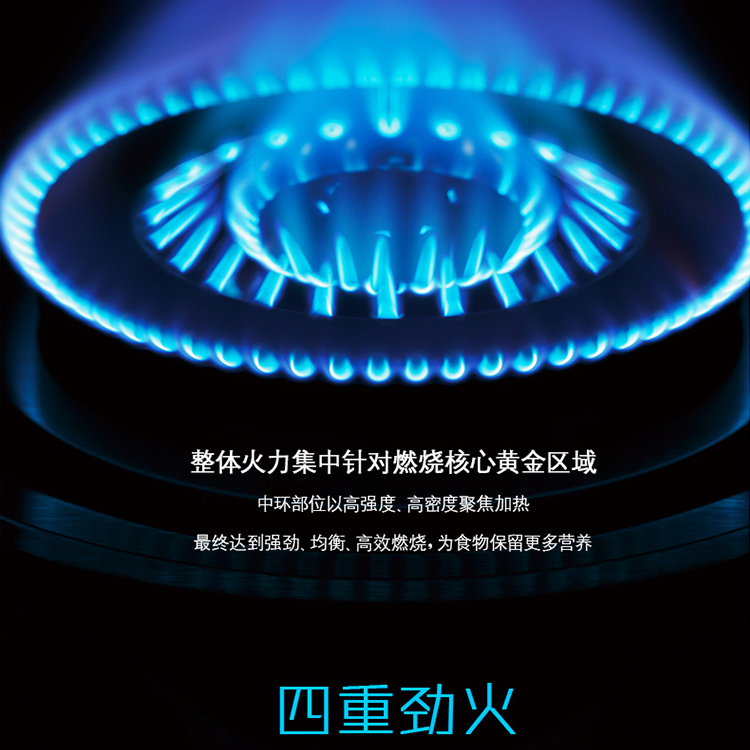 整体火力集中针对燃烧核心黄金区域
中环部位以高强度、高密度聚焦加热
最终达到强劲、均衡、高效燃烧，为食物保留更多营养
四重劲火